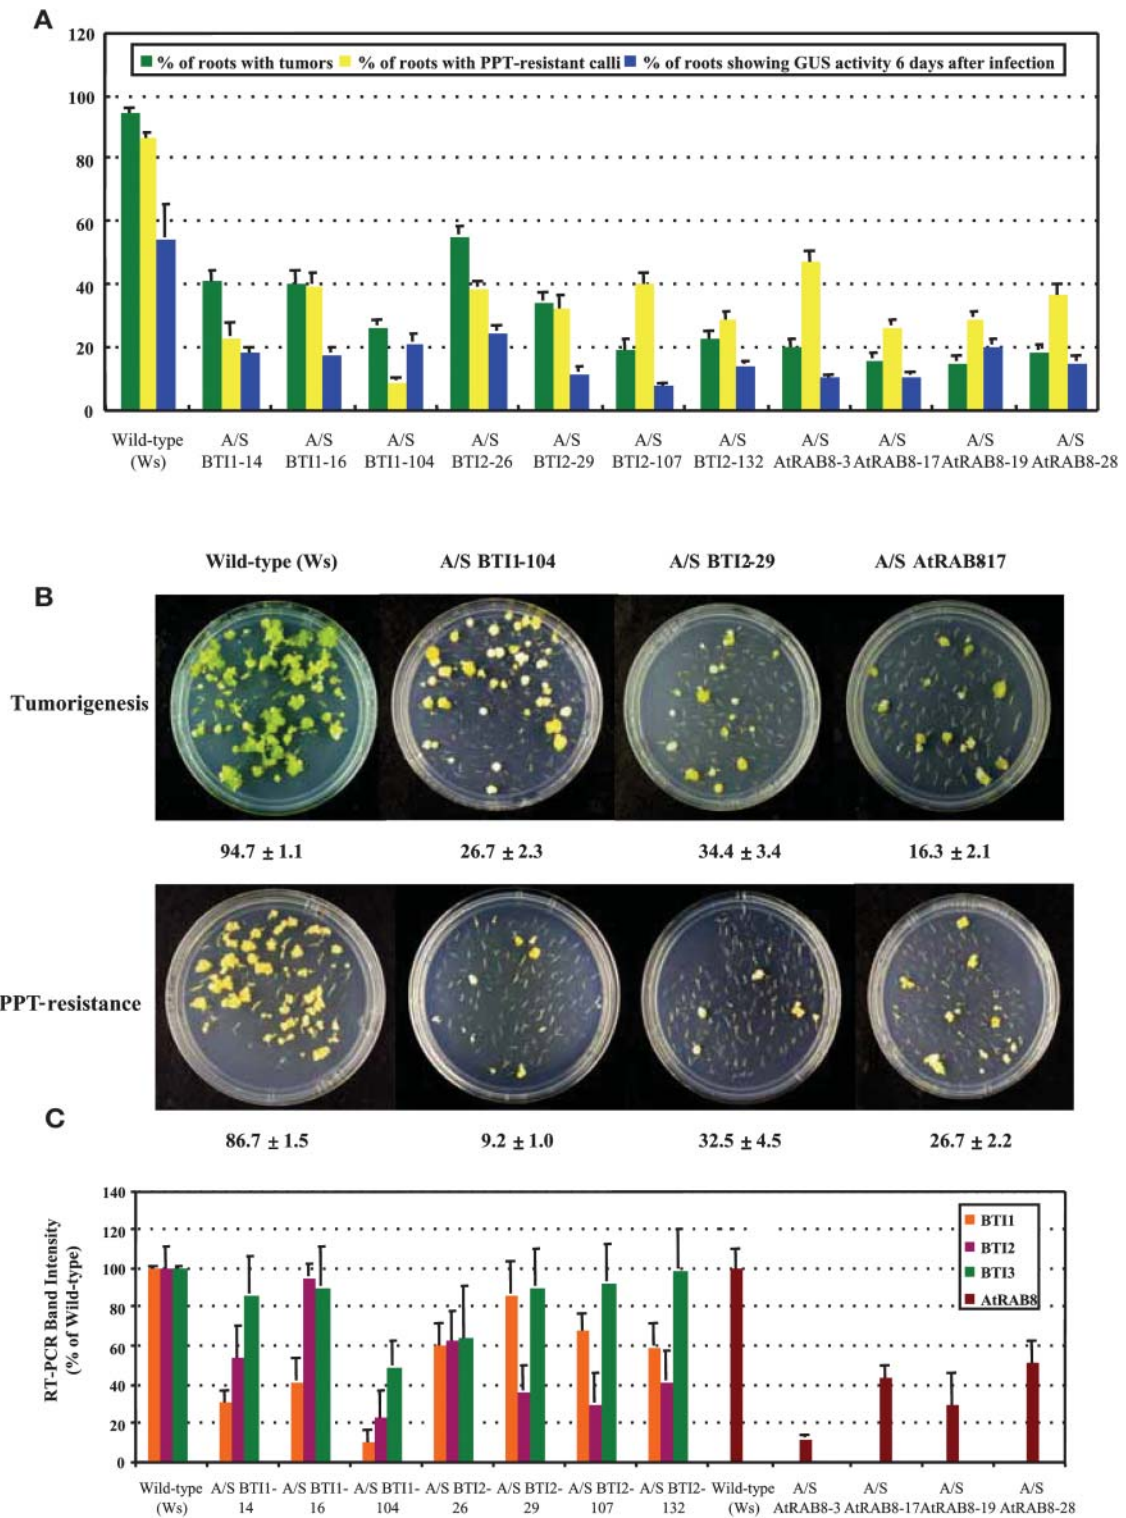 A
120
% of roots with tumors % of roots with PPT-resistant calli % of roots showing GUS activity 6 days after infection
100
80
60
40
20
0
Wild-type A/S A/S A/S A/S A/S A/S A/S A/S A/S A/S A/S
(Ws) BTI1-14 BTI1-16 BTI1-104 BTI2-26 BTI2-29 BTI2-107 BTI2-132 AtRAB8-3 AtRAB8-17 AtRAB8-19 AtRAB8-28
Wild-type (Ws) A/S BTI1-104 A/S BTI2-29 A/S AtRAB817
B
Tumorigenesis
94.7 ± 1.1 26.7 ± 2.3 34.4 ± 3.4 16.3 ± 2.1
PPT-resistance
C
86.7 ± 1.5 9.2 ± 1.0 32.5 ± 4.5 26.7 ± 2.2
RT-PCR Band Intensity
(% of Wild-type)
140
120
100
80
60
40
20
0
BTI1
BTI2
BTI3
AtRAB8
Wild-type A/S BTI1- A/S BTI1- A/S BTI1- A/S BTI2- A/S BTI2- A/S BTI2- A/S BTI2- Wild-type A/S A/S A/S A/S
(Ws) 14 16 104 26 29 107 132 (Ws) AtRAB8-3 AtRAB8-17 AtRAB8-19 AtRAB8-28